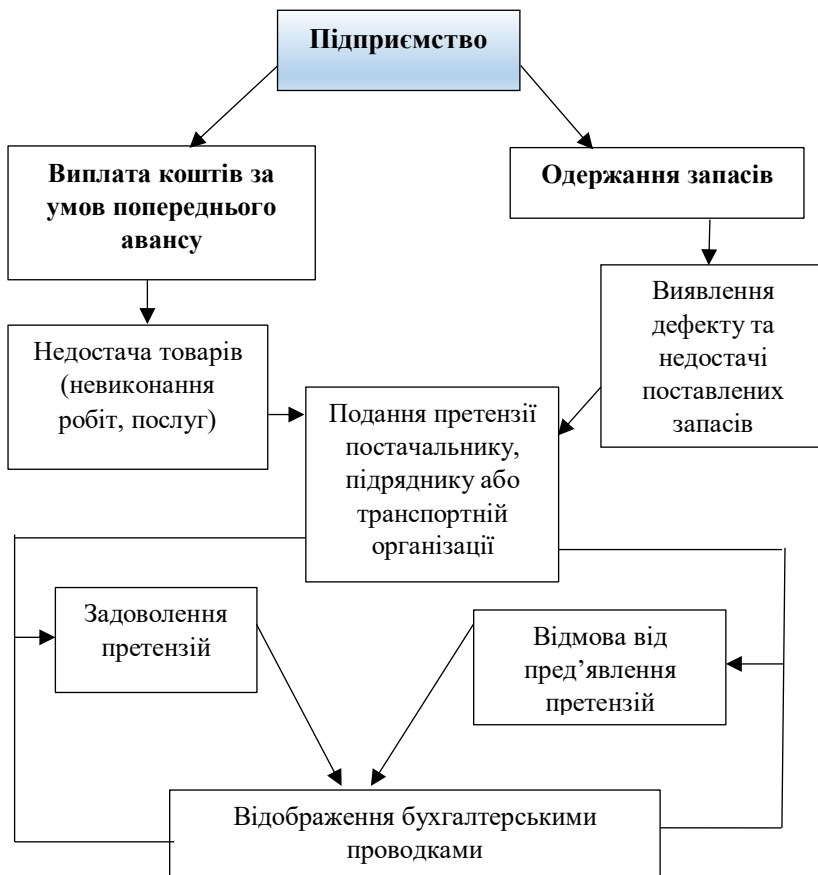 Підприємство
Виплата коштів за
умов попереднього
авансу
Одержання запасів
Недостача товарів
(невиконання
робіт, послуг)
Виявлення
дефекту та
недостачі
поставлених
запасів
Подання претензії
постачальнику,
підряднику або
транспортній
організації
Задоволення
претензій
Відмова від
пред’явлення
претензій
Відображення бухгалтерськими
проводками